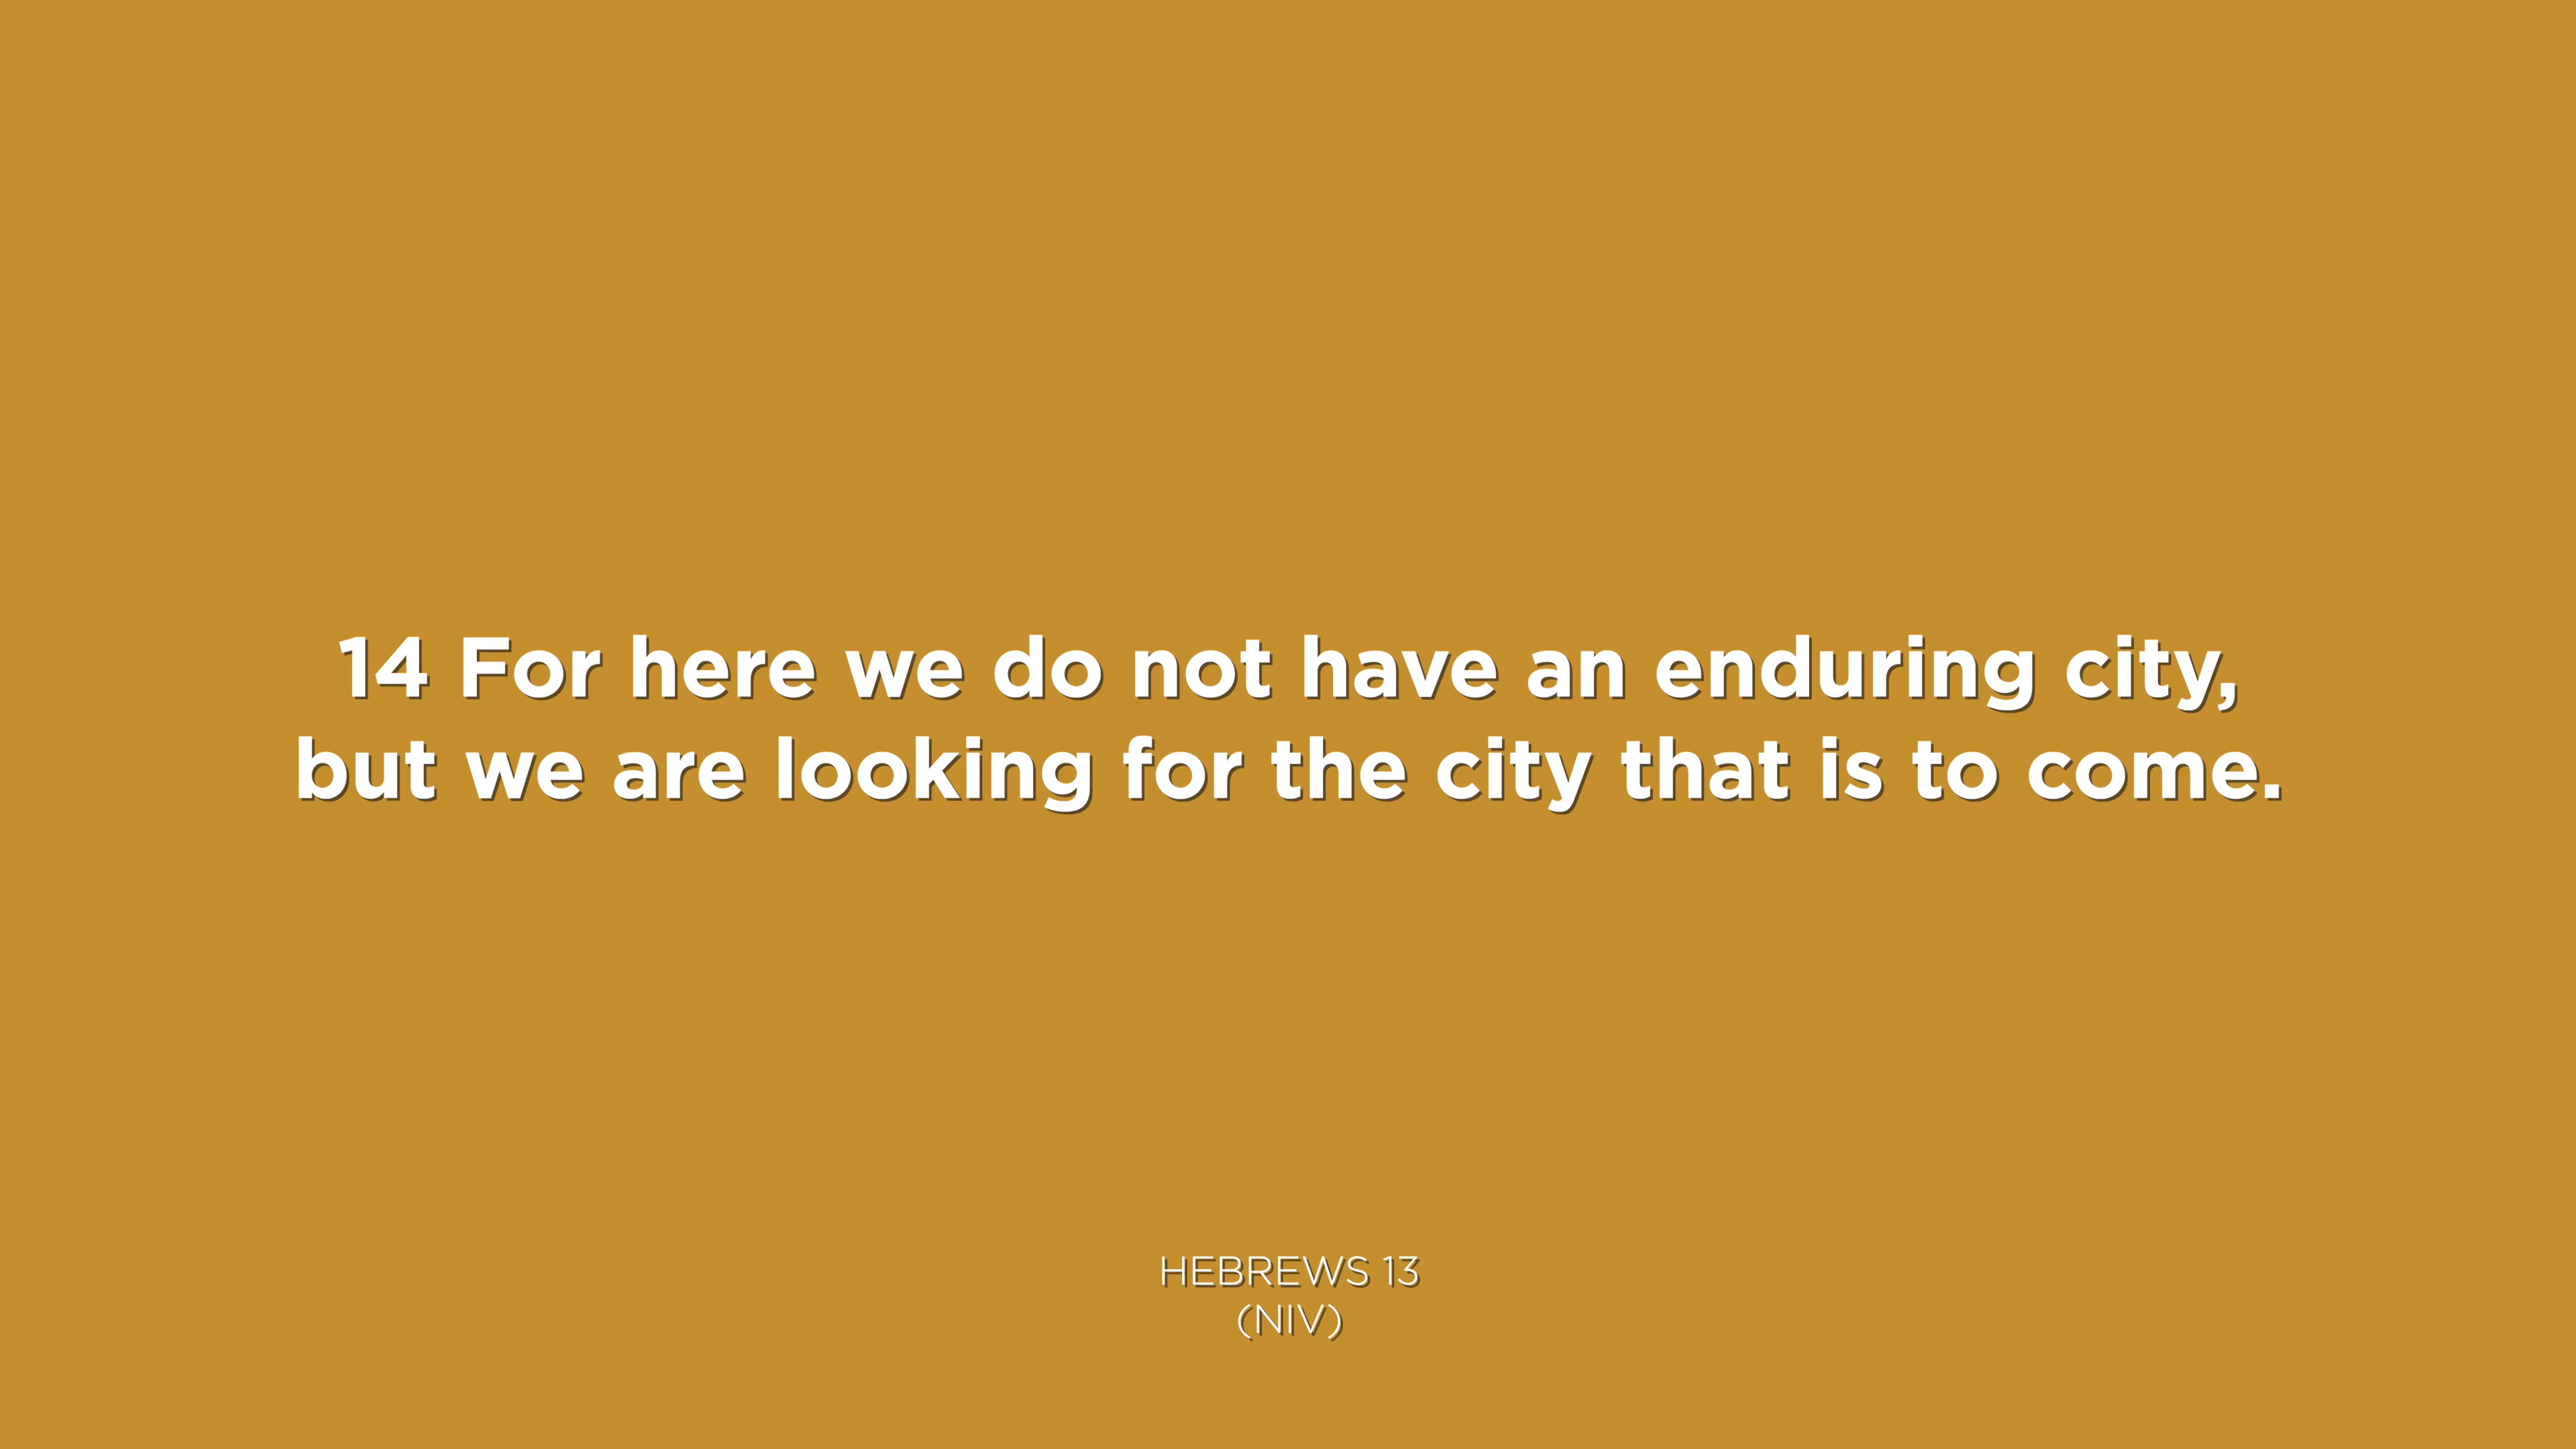 14 For here we do not have an enduring city,
but we are looking for the city that is to come.
HEBREWS 13
(NIV)